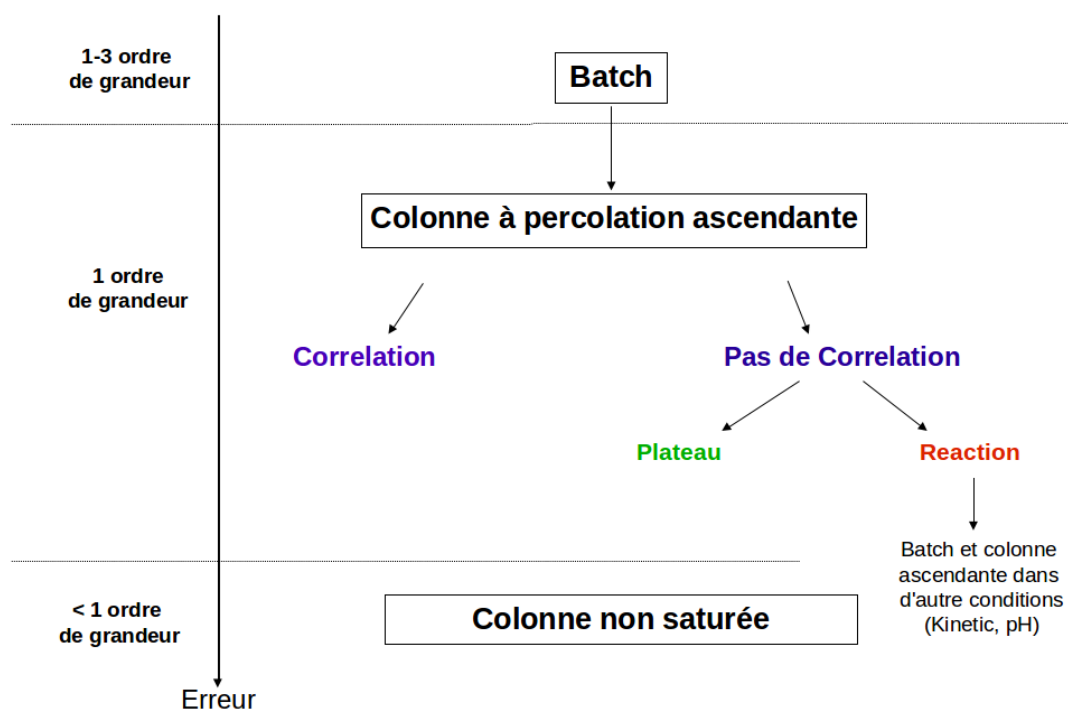 1-3 ordre
de grandeur
Batch
Colonne à percolation ascendante
1 ordre
de grandeur
Correlation
Pas de Correlation
Plateau
Reaction
Batch et colonne
ascendante dans
d'autre conditions
(Kinetic, pH)
< 1 ordre
de grandeur
Colonne non saturée
Erreur